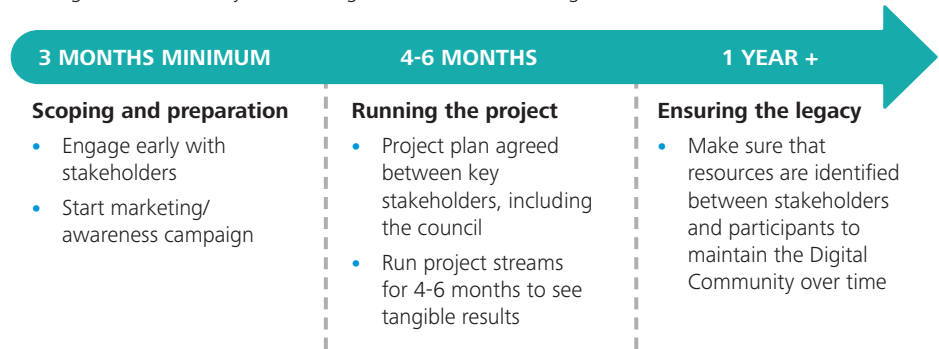 3 MONTHS MINIMUM
4-6 MONTHS
1 YEAR +
Scoping and preparation
• Engage early with
stakeholders
• Start marketing/
awareness campaign
Running the project
• Project plan agreed
between key
stakeholders, including
the council
• Run project streams
for 4-6 months to see
tangible results
Ensuring the legacy
• Make sure that
resources are identified
between stakeholders
and participants to
maintain the Digital
Community over time